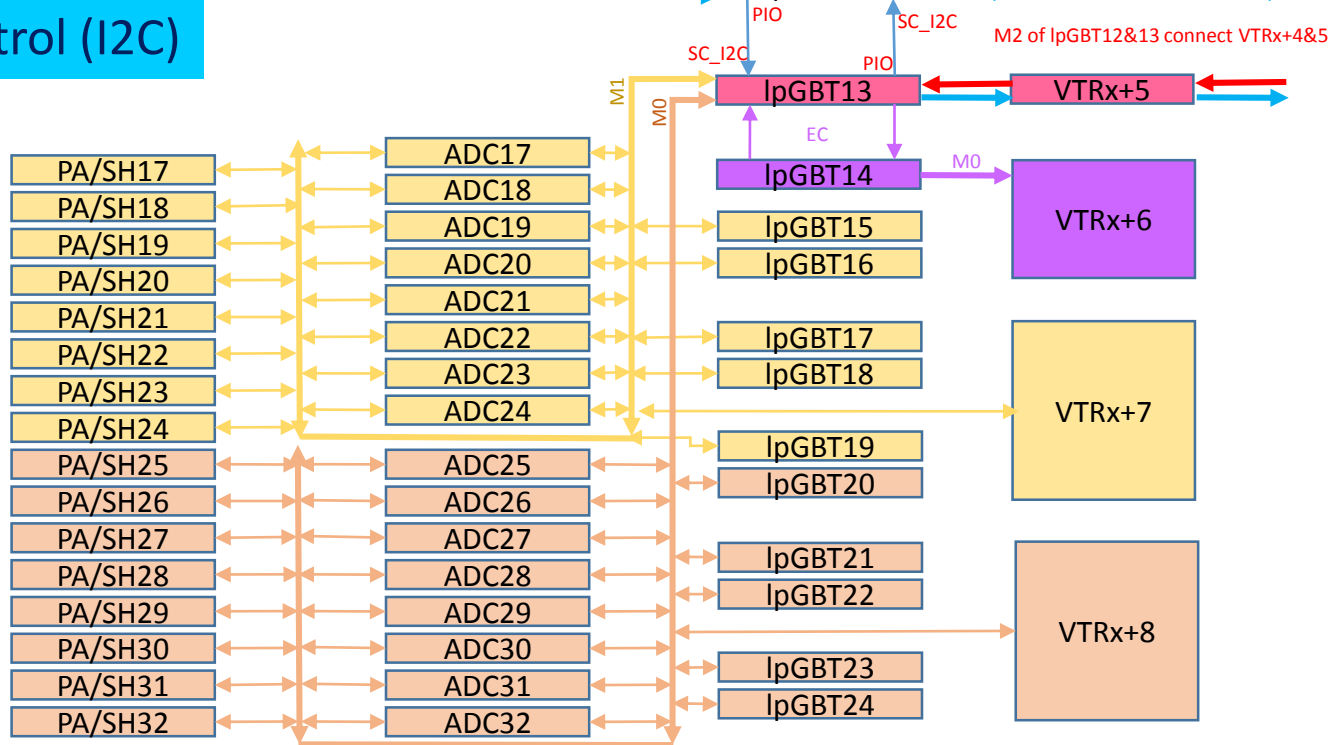 trol (I2C)
PIO
SC_I2C
M2 of lpGBT12&13 connect VTRx+4&5
SC_I2C
PIO
M1
M0
lpGBT13
VTRx+5
EC
lpGBT14
M0
VTRx+6
lpGBT15
lpGBT16
lpGBT17
lpGBT18
VTRx+7
lpGBT19
lpGBT20
lpGBT21
lpGBT22
VTRx+8
lpGBT23
lpGBT24
ADC17
ADC18
ADC19
ADC20
ADC21
ADC22
ADC23
ADC24
ADC25
ADC26
ADC27
ADC28
ADC29
ADC30
ADC31
ADC32
PA/SH17
PA/SH18
PA/SH19
PA/SH20
PA/SH21
PA/SH22
PA/SH23
PA/SH24
PA/SH25
PA/SH26
PA/SH27
PA/SH28
PA/SH29
PA/SH30
PA/SH31
PA/SH32